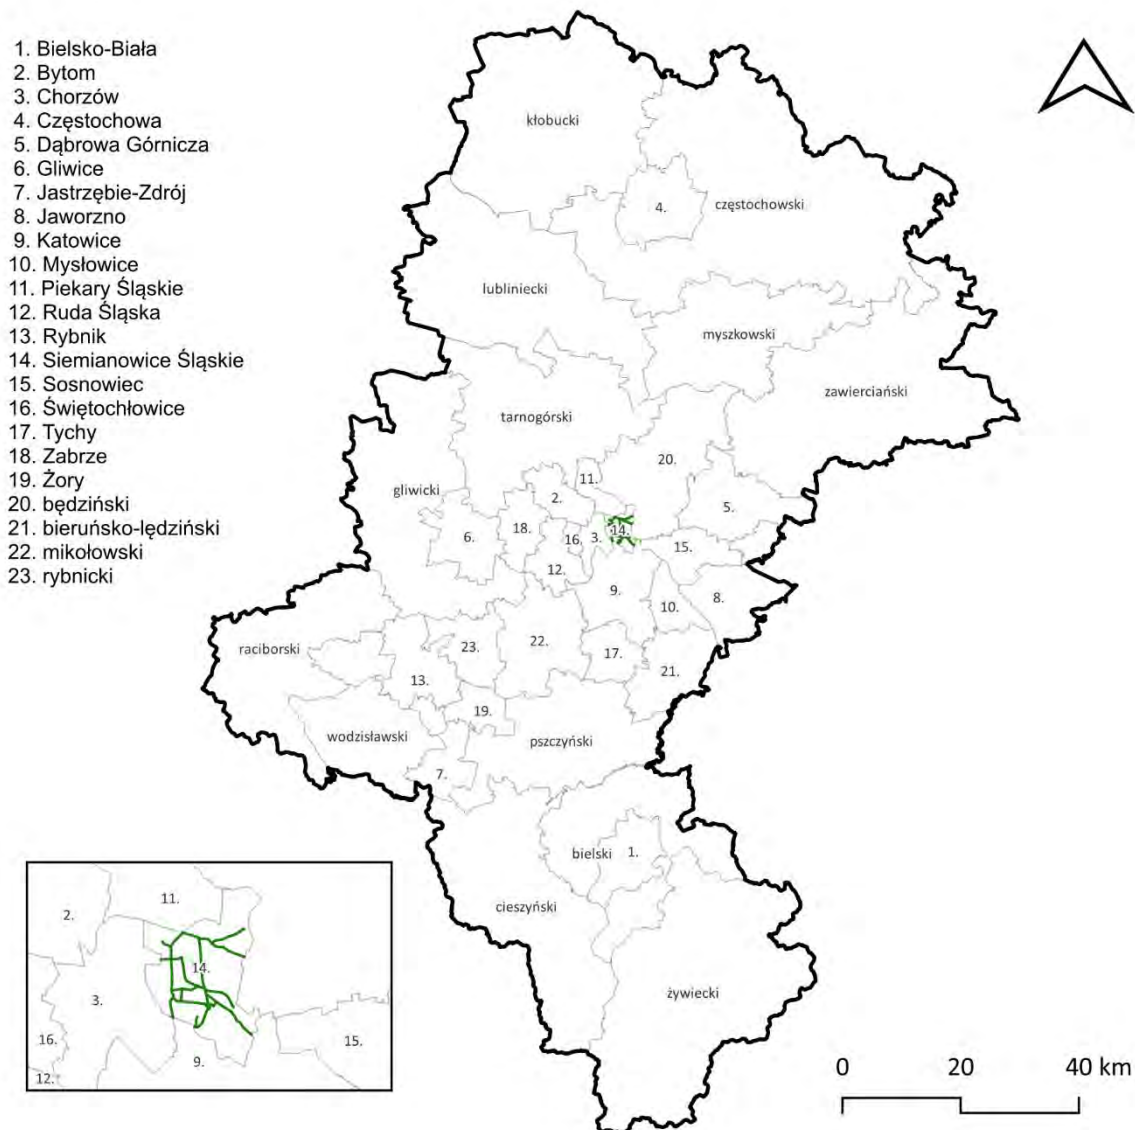 1. Bielsko-Biała
2. Bytom
3. Chorzów
4. Częstochowa
5. Dąbrowa Górnicza
6. Gliwice
7. Jastrzębie-Zdrój
8. Jaworzno
9. Katowice
10. Mysłowice
11. Piekary Śląskie
12. Ruda Śląska
13. Rybnik
14. Siemianowice Śląskie
15. Sosnowiec
16. Świętochłowice
17. Tychy
18. Zabrze
19. Żory
20. będziński
21. bieruńsko-lędziński
22. mikołowski
23. rybnicki
kłobucki
częstochowski
4.
lubliniecki
myszkowski
zawierciański
tarnogórski
20.
11.
gliwicki
2.
5.
18.
14.
6.
16.
3.
15.
12.
9.
8.
10.
raciborski
23.
22.
17.
21.
13.
19.
wodzisławski
pszczyński
7.
bielski
1.
cieszyński
żywiecki
11.
2.
14.
3.
16.
15.
9.
12.
0 20 40 km